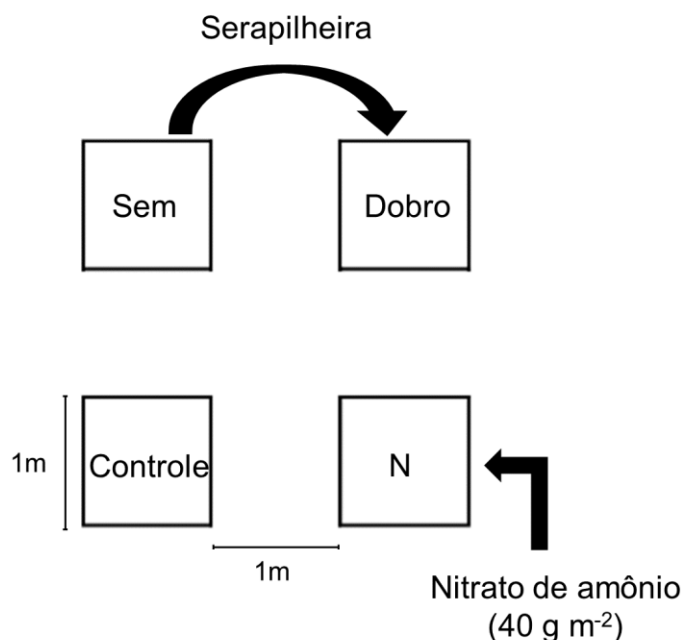 Serapilheira
Sem
Dobro
Controle
N
1m
1m
Nitrato de amônio
(40 g m⁻²)